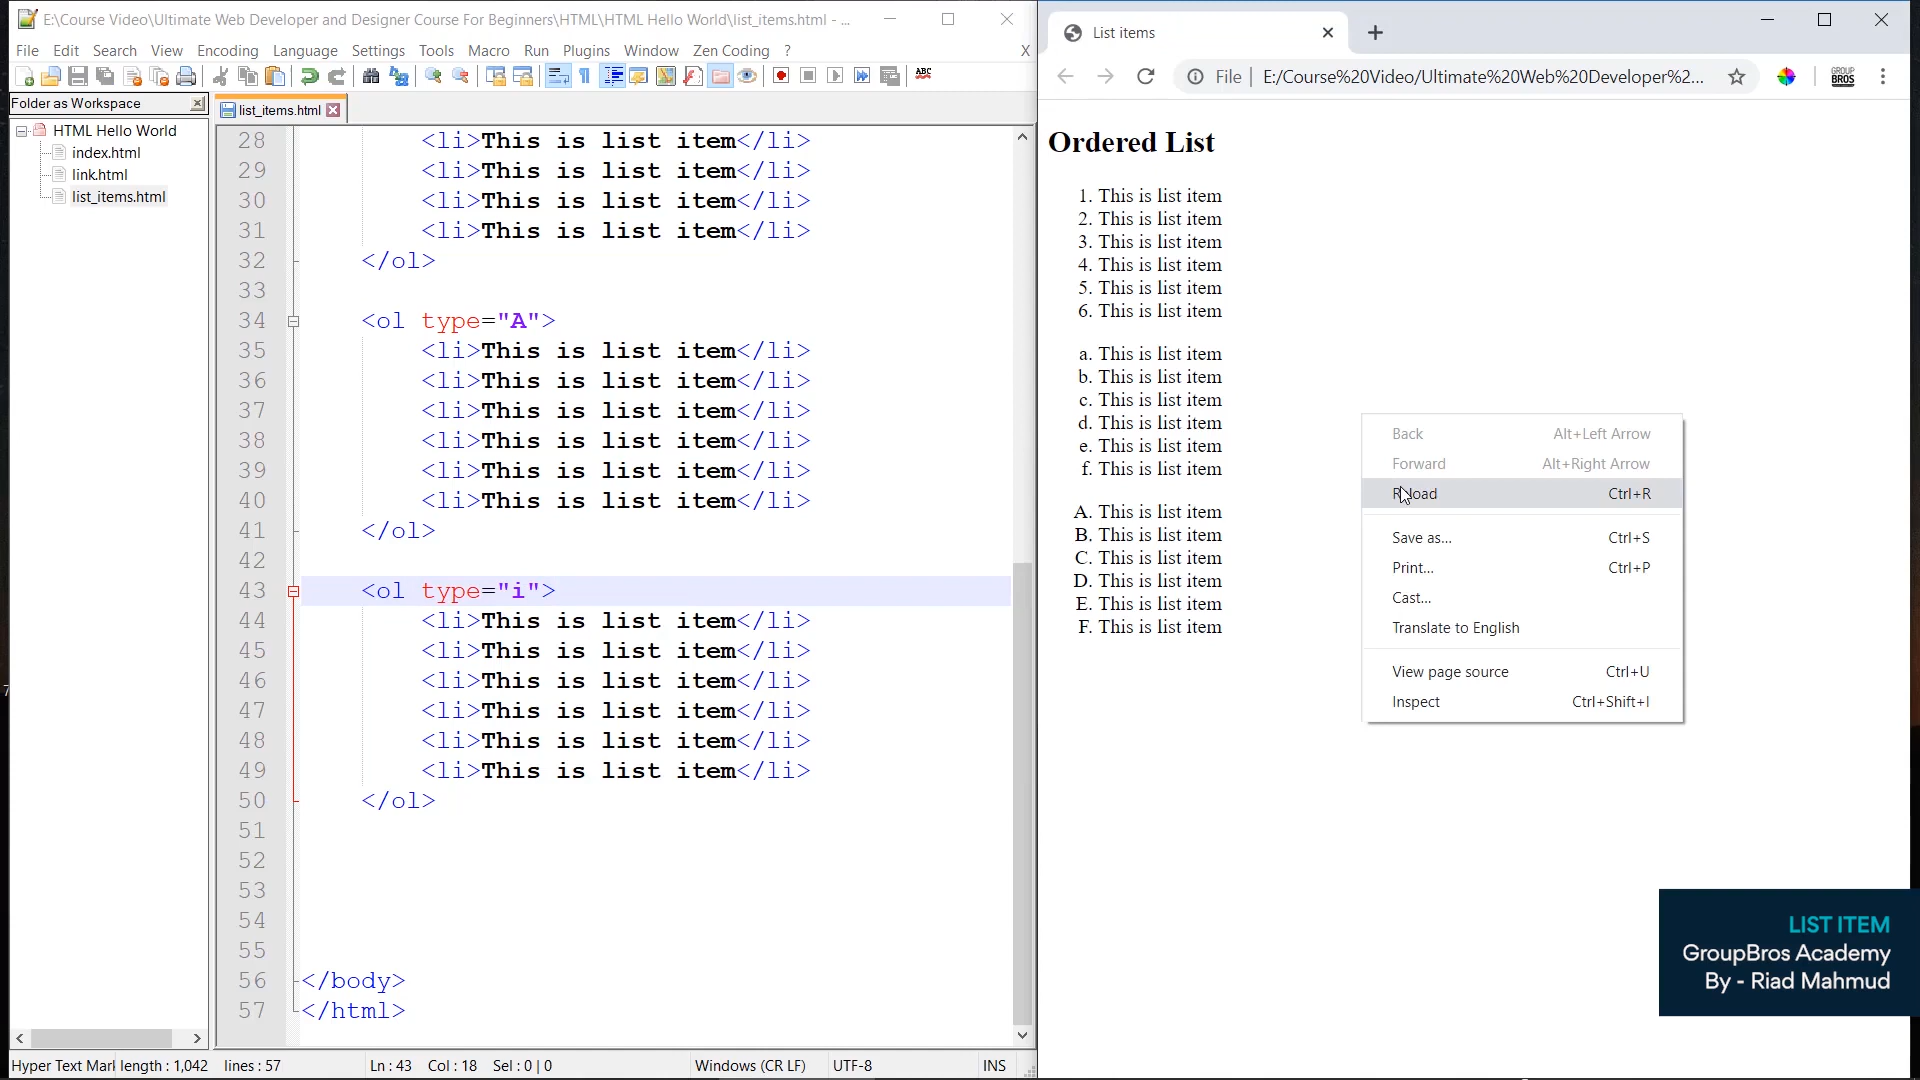 E:\Course Video\Ultimate Web Developer and Designer Course For Beginners\HTML\HTML Hello World\list_items.html - ...
File Edit Search View Encoding Language Settings Tools Macro Run Plugins Window Zen Coding ? X
ABC
Folder as Workspace
HTML Hello World
index.html
link.html
list_items.html
list_items.html
28 <li>This is list item</li>
29 <li>This is list item</li>
30 <li>This is list item</li>
31 <li>This is list item</li>
32 </ol>
33
34 <ol type="A">
35 <li>This is list item</li>
36 <li>This is list item</li>
37 <li>This is list item</li>
38 <li>This is list item</li>
39 <li>This is list item</li>
40 <li>This is list item</li>
41 </ol>
42
43 <ol type="i">
44 <li>This is list item</li>
45 <li>This is list item</li>
46 <li>This is list item</li>
47 <li>This is list item</li>
48 <li>This is list item</li>
49 <li>This is list item</li>
50 </ol>
51
52
53
54
55
56 </body>
57 </html>
Hyper Text Mar length : 1,042 lines : 57 Ln : 43 Col : 18 Sel : 0 | 0 Windows (CR LF) UTF-8 INS
List items
File E:/Course%20Video/Ultimate%20Web%20Developer%2...
GROUP
BROS
Ordered List
1. This is list item
2. This is list item
3. This is list item
4. This is list item
5. This is list item
6. This is list item
a. This is list item
b. This is list item
c. This is list item
d. This is list item
e. This is list item
f. This is list item
A. This is list item
B. This is list item
C. This is list item
D. This is list item
E. This is list item
F. This is list item
Back Alt+Left Arrow
Forward Alt+Right Arrow
Reload Ctrl+R
Save as... Ctrl+S
Print... Ctrl+P
Cast...
Translate to English
View page source Ctrl+U
Inspect Ctrl+Shift+I
LIST ITEM
GroupBros Academy
By - Riad Mahmud